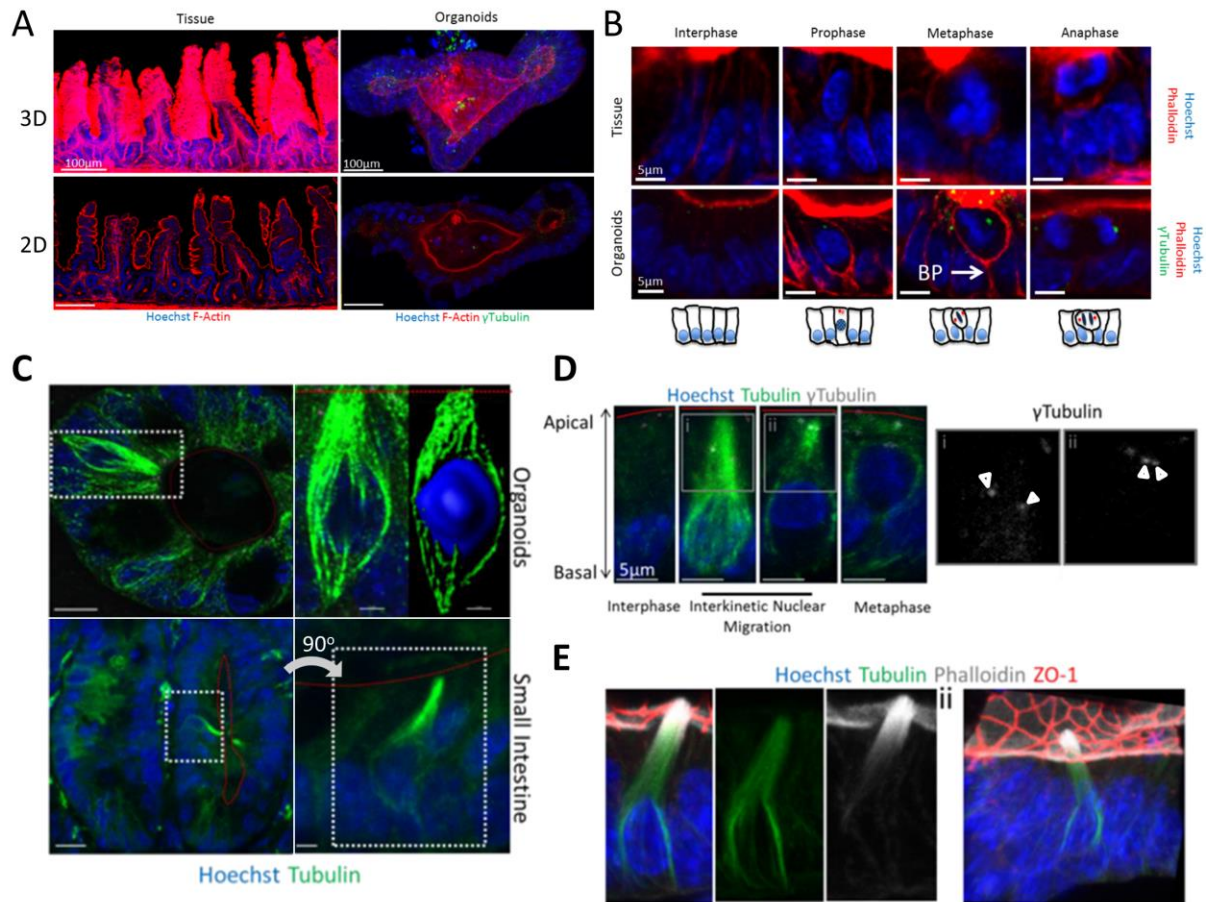 A
Tissue
Organoids
3D
2D
100μm
100μm
Hoechst F-Actin
Hoechst F-Actin γTubulin
B
Interphase
Prophase
Metaphase
Anaphase
Tissue
Organoids
5μm
5μm
BP
Hoechst
Phalloidin
Hoechst
Phalloidin
γTubulin
C
Organoids
90°
Small Intestine
Hoechst Tubulin
D
Hoechst Tubulin γTubulin
Apical
Basal
i
ii
5μm
Interphase
Interkinetic Nuclear
Migration
Metaphase
γTubulin
i
ii
E
Hoechst Tubulin Phalloidin ZO-1
ii